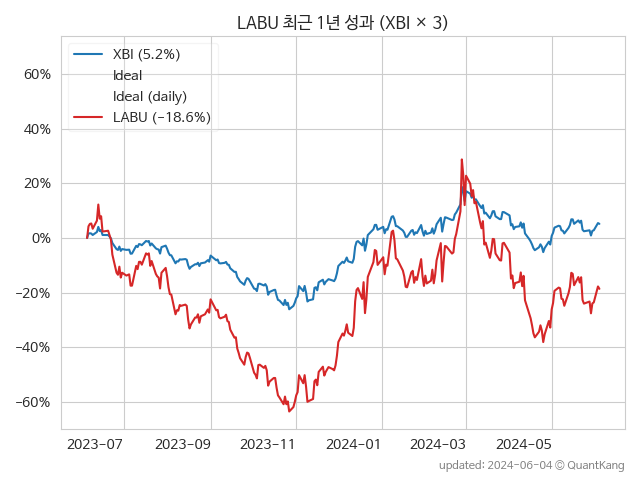 LABU 최근 1년 성과 (XBI × 3)
XBI (5.2%)
Ideal
Ideal (daily)
LABU (−18.6%)
60%
40%
20%
0%
−20%
−40%
−60%
2023-07 2023-09 2023-11 2024-01 2024-03 2024-05
updated: 2024-06-04 © QuantKang